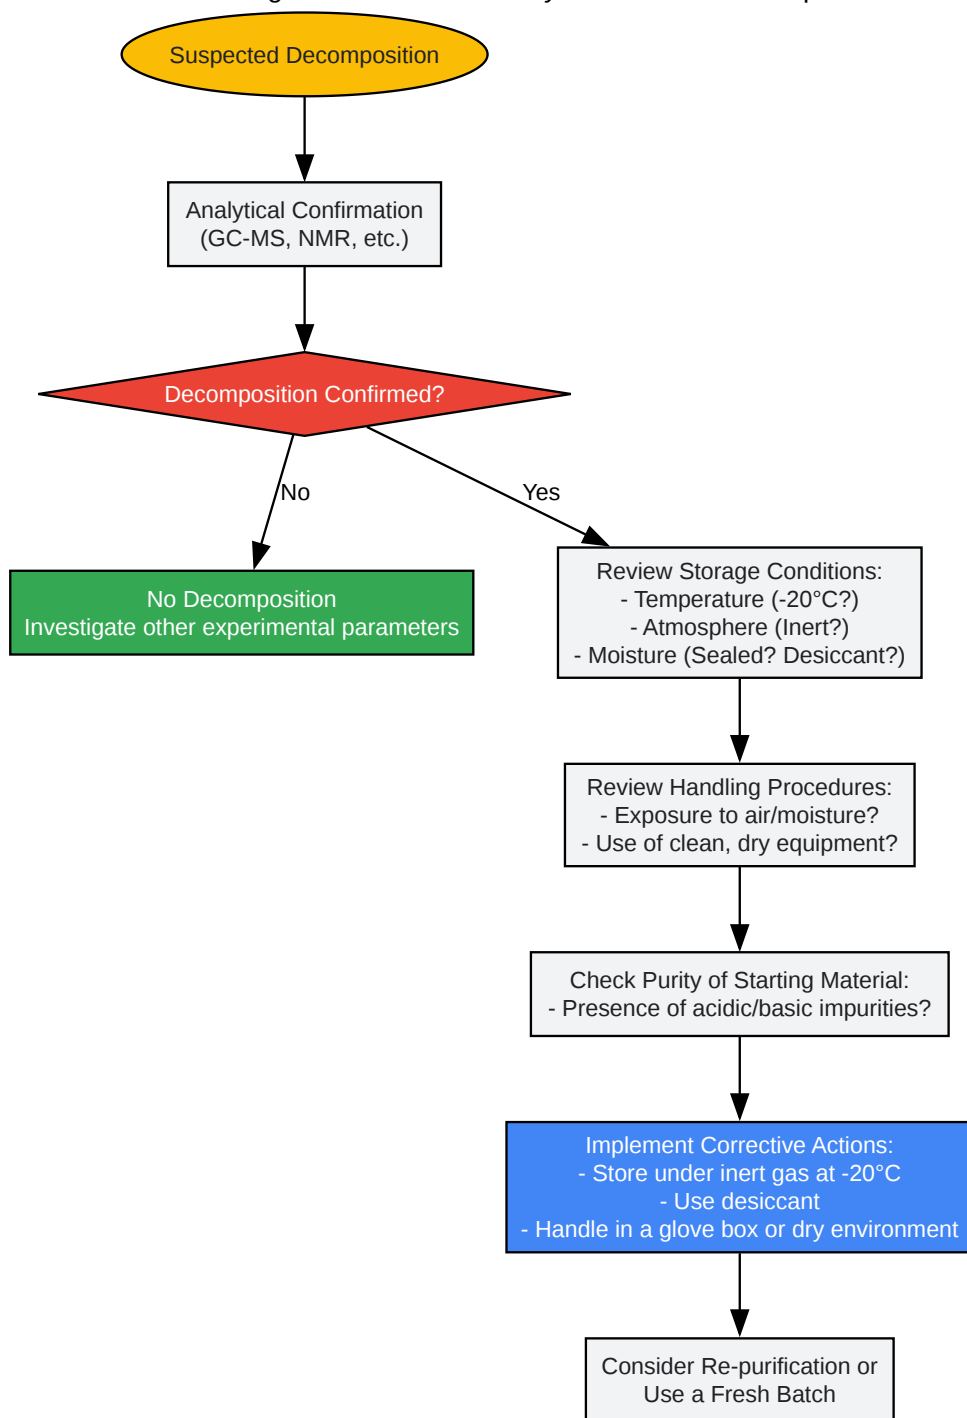 Suspected Decomposition
Analytical Confirmation
(GC-MS, NMR, etc.)
Decomposition Confirmed?
No
Yes
No Decomposition
Investigate other experimental parameters
Review Storage Conditions:
- Temperature (-20°C?)
- Atmosphere (Inert?)
- Moisture (Sealed? Desiccant?)
Review Handling Procedures:
- Exposure to air/moisture?
- Use of clean, dry equipment?
Check Purity of Starting Material:
- Presence of acidic/basic impurities?
Implement Corrective Actions:
- Store under inert gas at -20°C
- Use desiccant
- Handle in a glove box or dry environment
Consider Re-purification or
Use a Fresh Batch